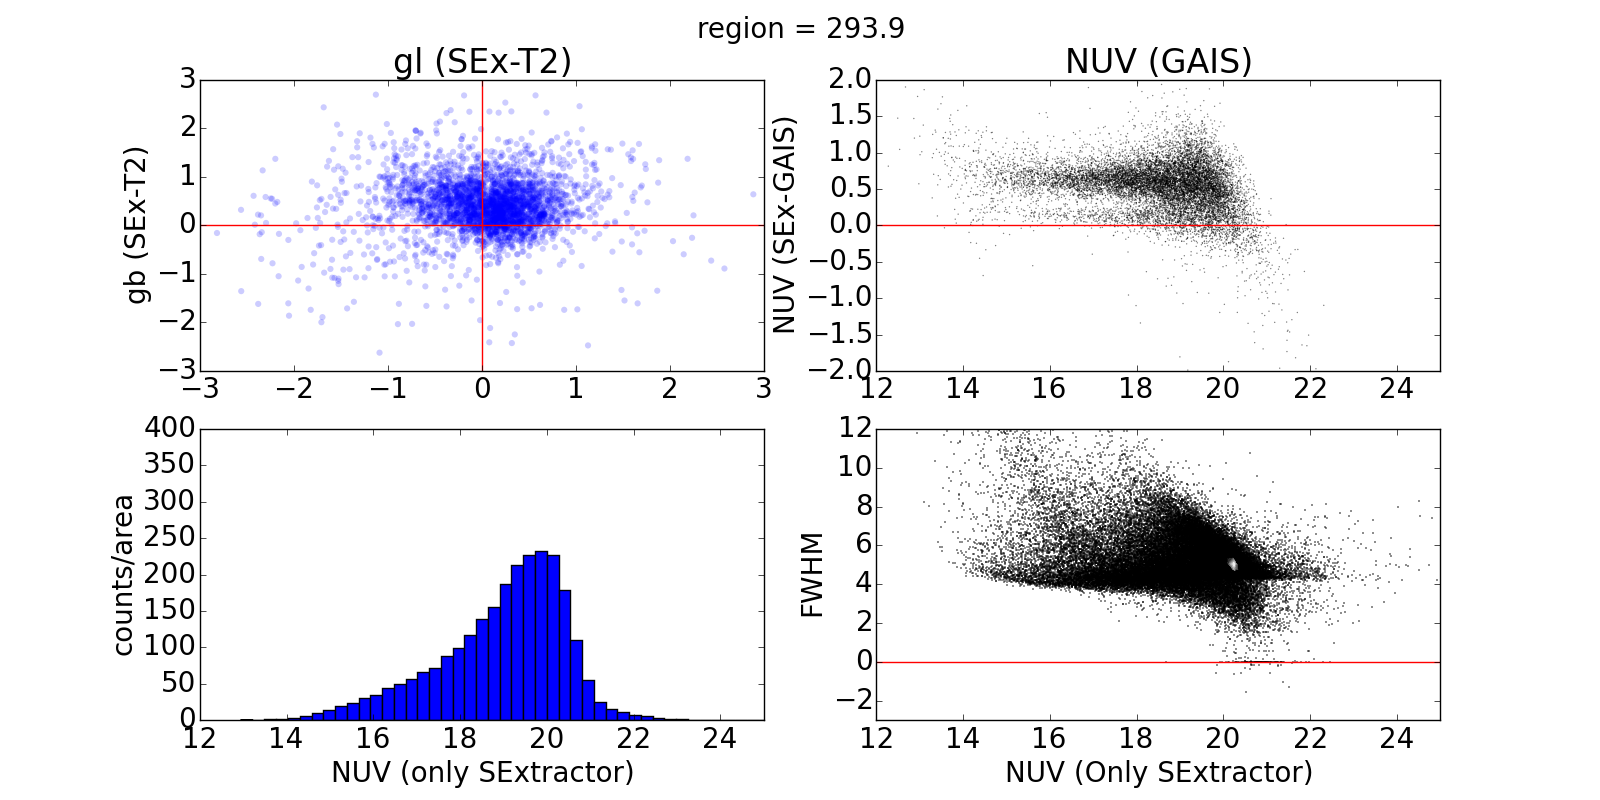 region = 293.9
gl (SEx-T2)
NUV (GAIS)
gb (SEx-T2)
3
2
1
0
−1
−2
−3
−3 −2 −1 0 1 2 3
NUV (SEx-GAIS)
2.0
1.5
1.0
0.5
0.0
−0.5
−1.0
−1.5
−2.0
12 14 16 18 20 22 24
counts/area
400
350
300
250
200
150
100
50
0
12 14 16 18 20 22 24
NUV (only SExtractor)
FWHM
12
10
8
6
4
2
0
−2
12 14 16 18 20 22 24
NUV (Only SExtractor)